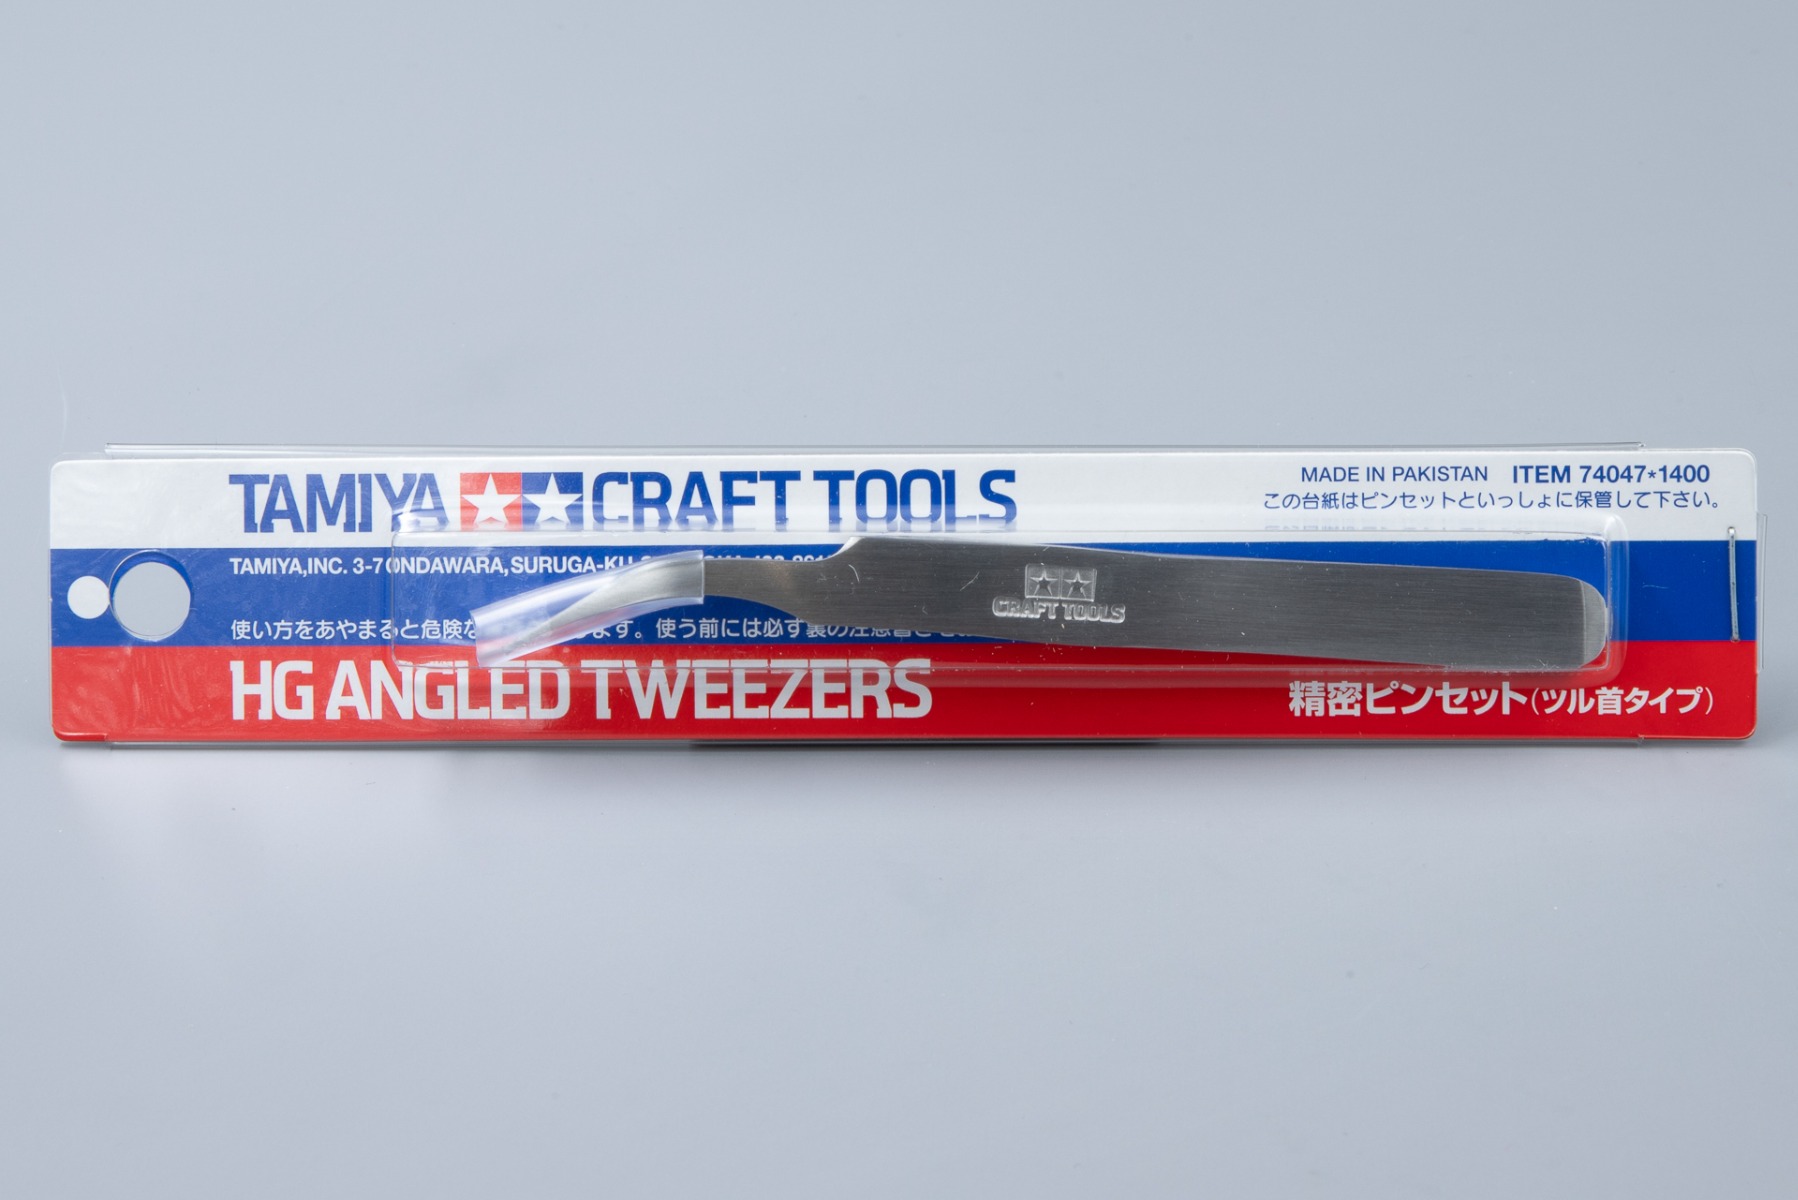 TAMIYA CRAFT TOOLS
MADE IN PAKISTAN ITEM 74047*1400
この台紙はピンセットといっしょに保管して下さい。
TAMIYA,INC. 3-7 ONDAWARA, SURUGA-KU
使い方をあやまると危険な ます。使う前には必ず裏の注意書
CRAFT TOOLS
HG ANGLED TWEEZERS
精密ピンセット(ツル首タイプ)